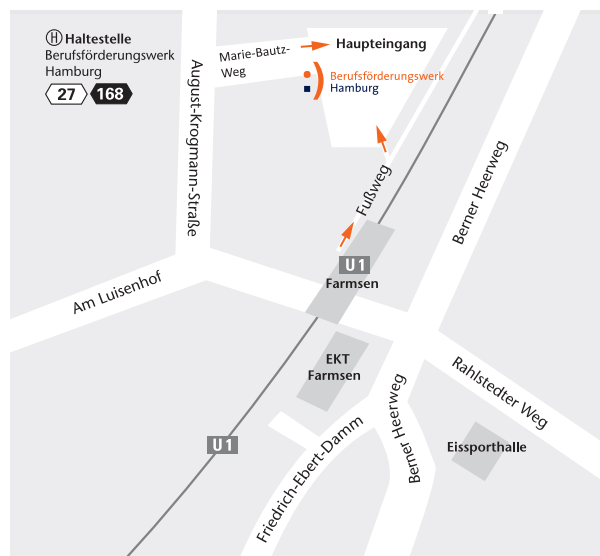 H Haltestelle
Berufsförderungswerk
Hamburg
27 168
Marie-Bautz-
Weg
Haupteingang
Berufsförderungswerk
Hamburg
August-Krogmann-Straße
Fußweg
Berner Heerweg
U1
Farmsen
Am Luisenhof
EKT
Farmsen
Rahlstedter Weg
Berner Heerweg
Eissporthalle
U1
Friedrich-Ebert-Damm